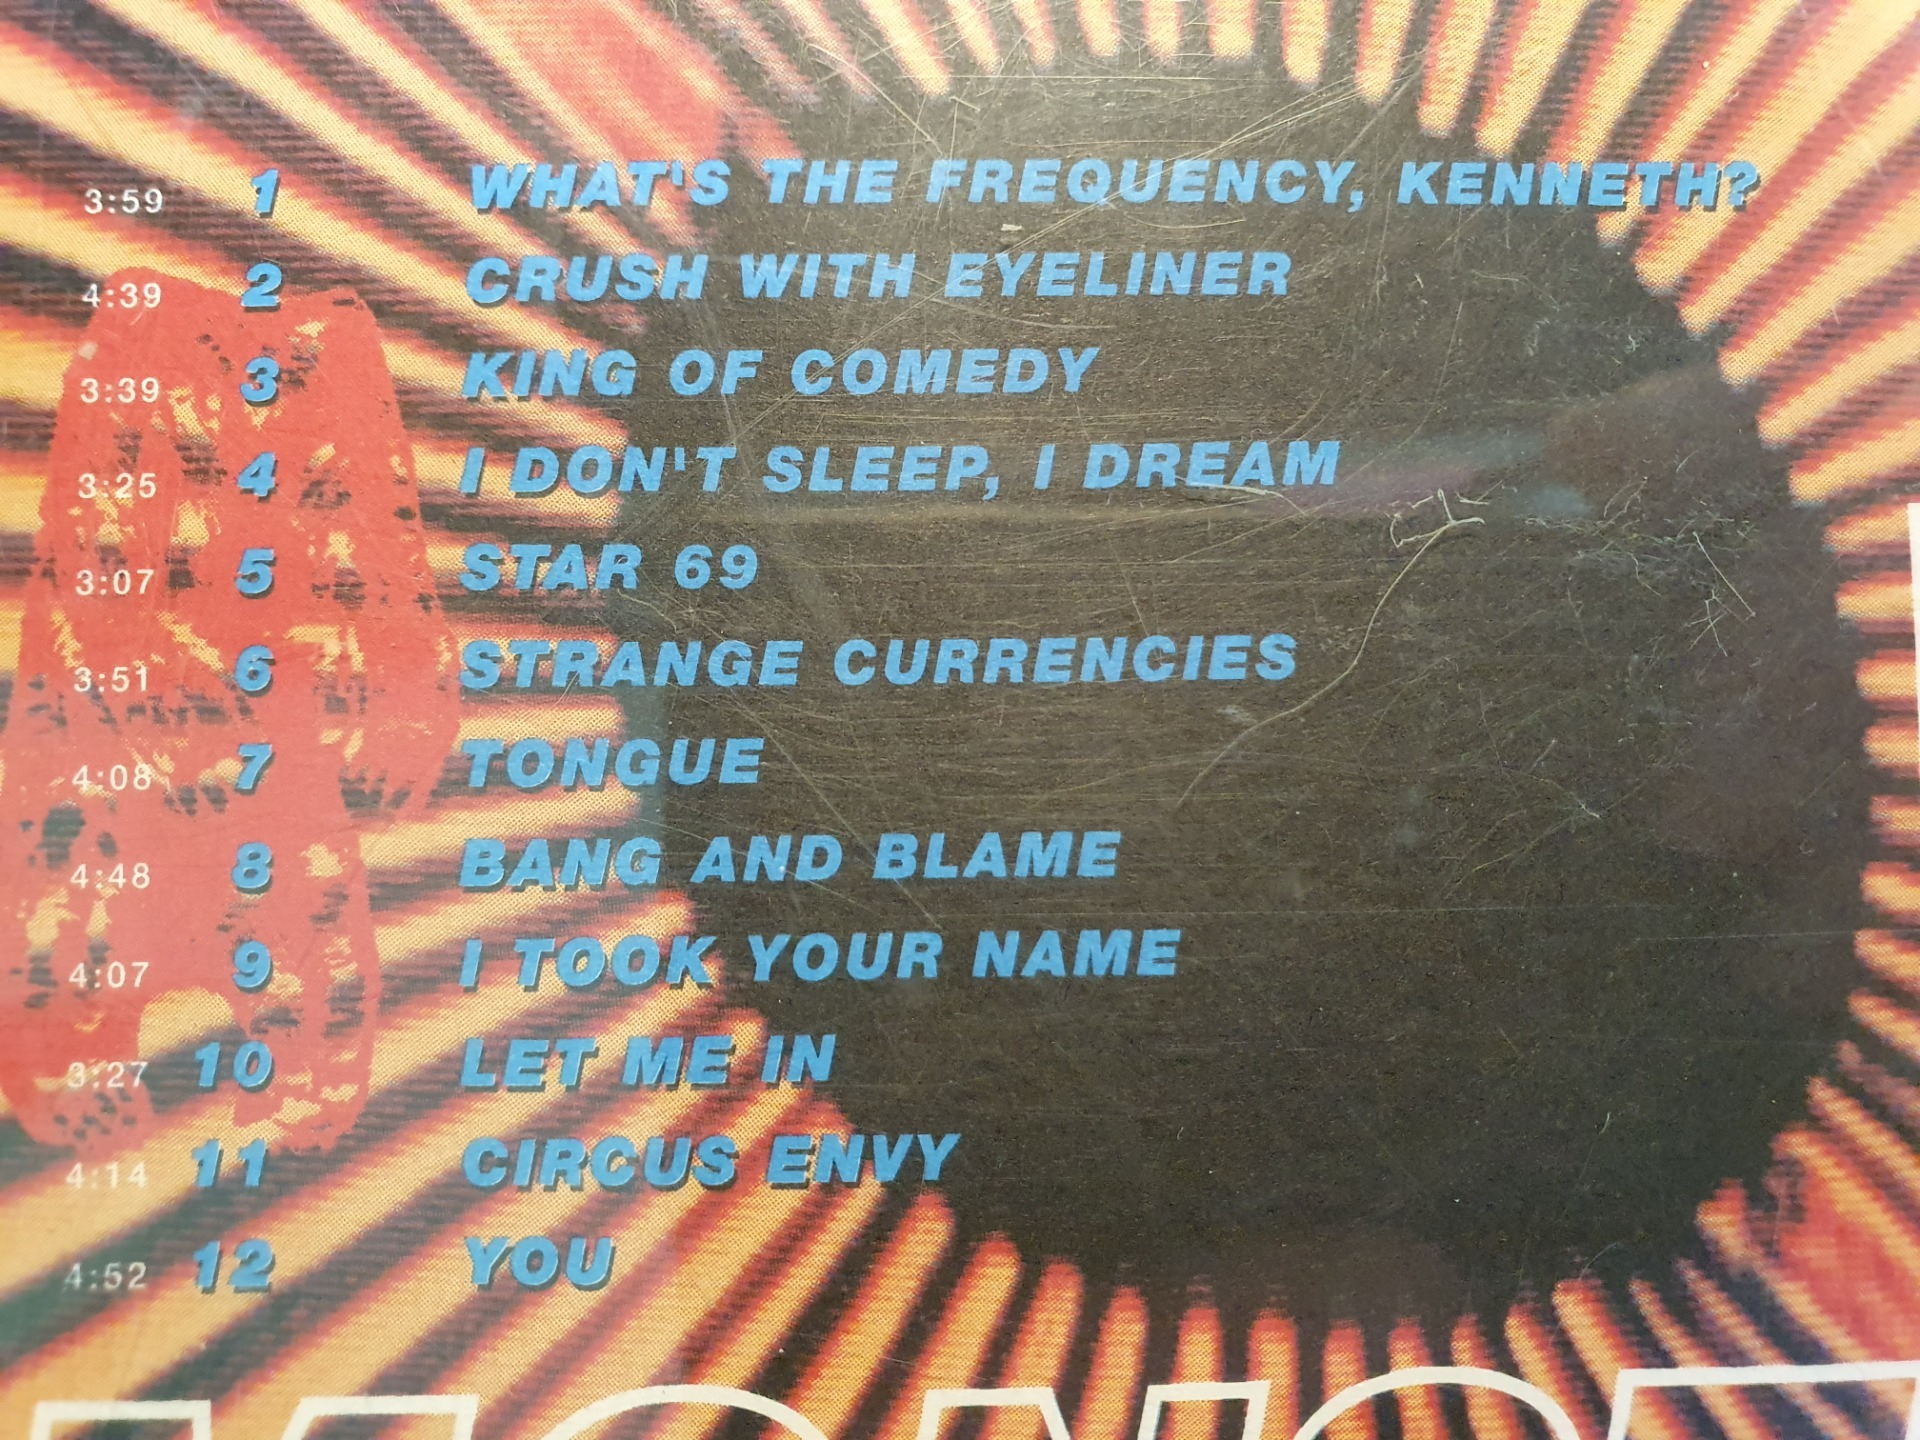 3:59 1 WHAT'S THE FREQUENCY, KENNETH?
4:39 2 CRUSH WITH EYELINER
3:39 3 KING OF COMEDY
3:25 4 I DON'T SLEEP, I DREAM
3:07 5 STAR 69
3:51 6 STRANGE CURRENCIES
4:08 7 TONGUE
4:48 8 BANG AND BLAME
4:07 9 I TOOK YOUR NAME
3:27 10 LET ME IN
4:14 11 CIRCUS ENVY
4:52 12 YOU